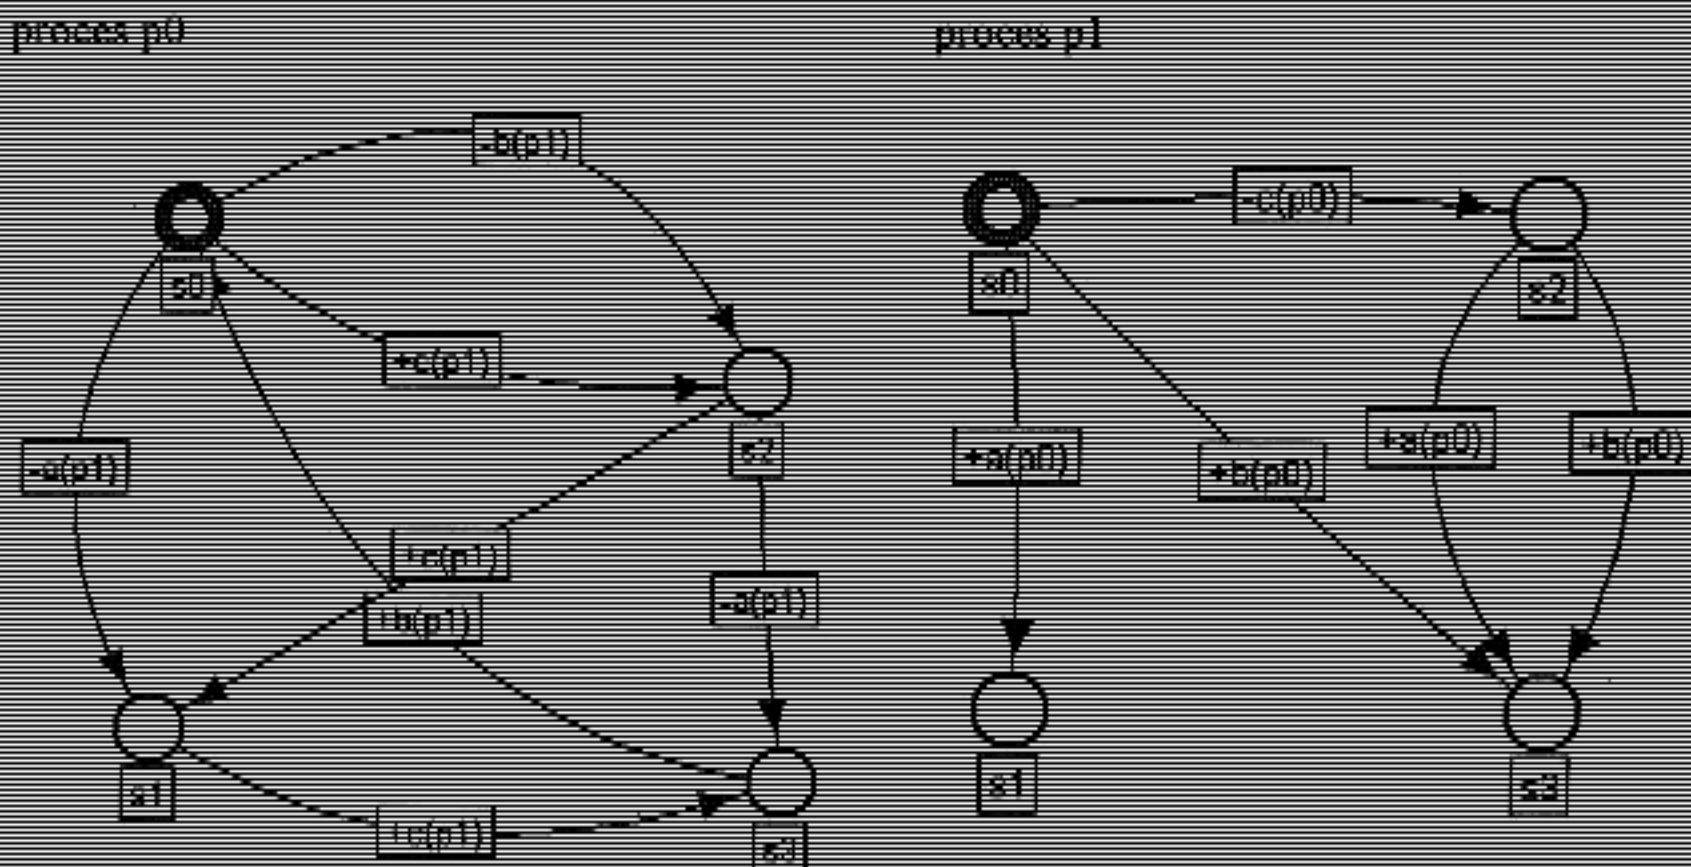 proces p0
proces p1
-b(p1)
-c(p0)
s0
s0
s2
+c(p1)
-a(p1)
s2
+a(p0)
+b(p0)
+a(p0)
+b(p0)
-a(p1)
s1
s1
s3
+c(p1)
s3